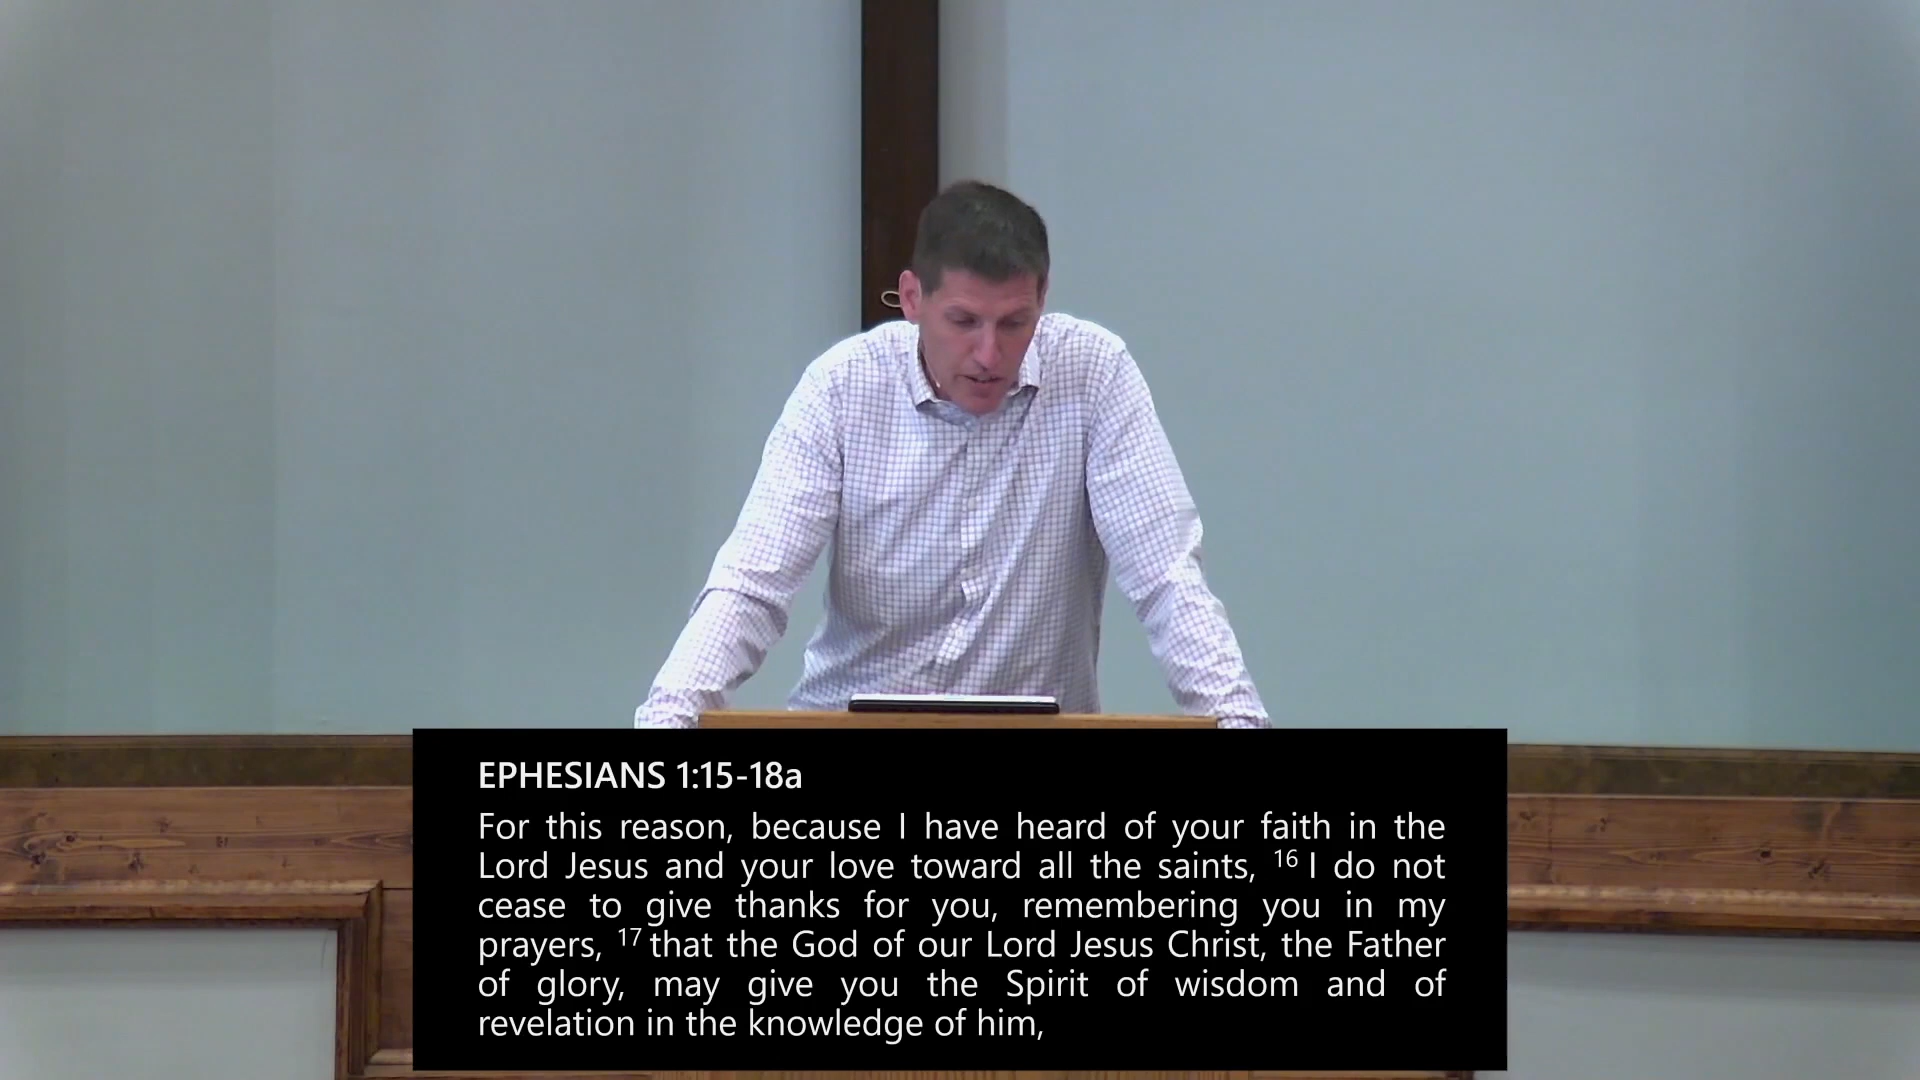 EPHESIANS 1:15-18a
For this reason, because I have heard of your faith in the
Lord Jesus and your love toward all the saints, 16 I do not
cease to give thanks for you, remembering you in my
prayers, 17 that the God of our Lord Jesus Christ, the Father
of glory, may give you the Spirit of wisdom and of
revelation in the knowledge of him,